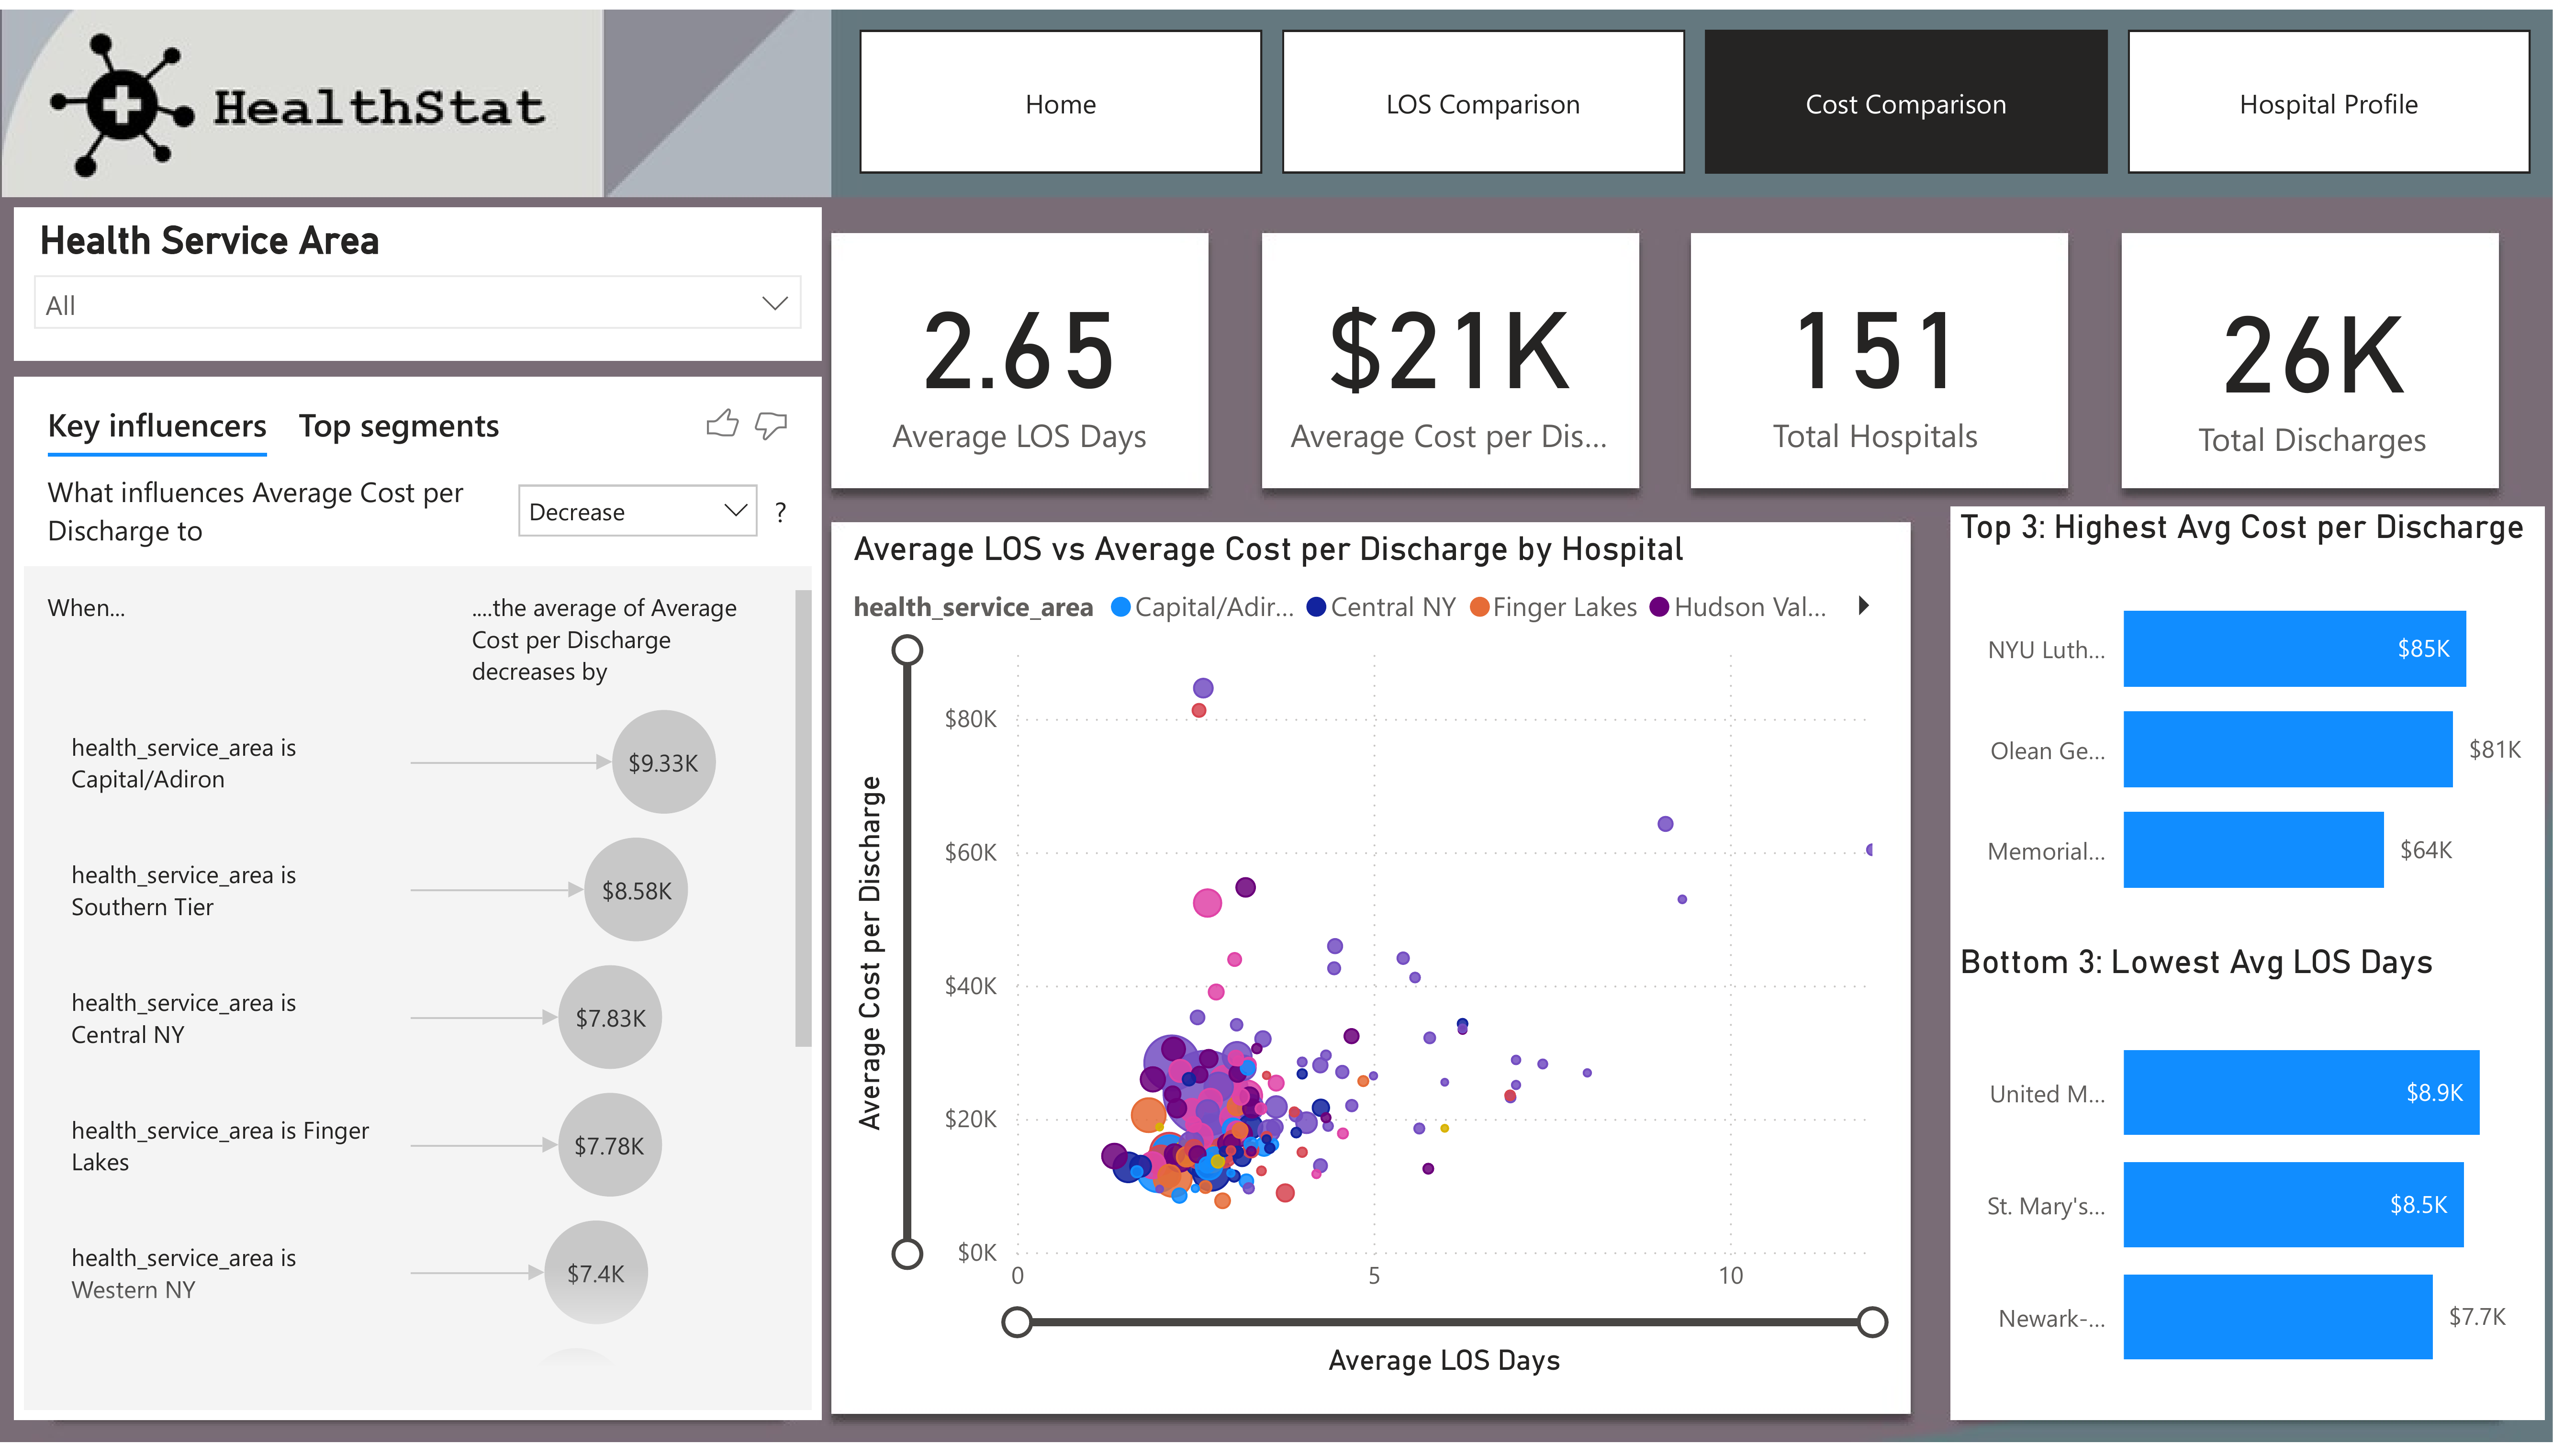 HealthStat
Home
LOS Comparison
Cost Comparison
Hospital Profile
Health Service Area
All
2.65
Average LOS Days
$21K
Average Cost per Dis...
151
Total Hospitals
26K
Total Discharges
Key influencers
Top segments
What influences Average Cost per
Discharge to
Decrease
?
When...
....the average of Average
Cost per Discharge
decreases by
health_service_area is
Capital/Adiron
$9.33K
health_service_area is
Southern Tier
$8.58K
health_service_area is
Central NY
$7.83K
health_service_area is Finger
Lakes
$7.78K
health_service_area is
Western NY
$7.4K
Average LOS vs Average Cost per Discharge by Hospital
health_service_area
Capital/Adir...
Central NY
Finger Lakes
Hudson Val...
Average Cost per Discharge
$80K
$60K
$40K
$20K
$0K
0
5
10
Average LOS Days
Top 3: Highest Avg Cost per Discharge
NYU Luth...
$85K
Olean Ge...
$81K
Memorial...
$64K
Bottom 3: Lowest Avg LOS Days
United M...
$8.9K
St. Mary's...
$8.5K
Newark-...
$7.7K